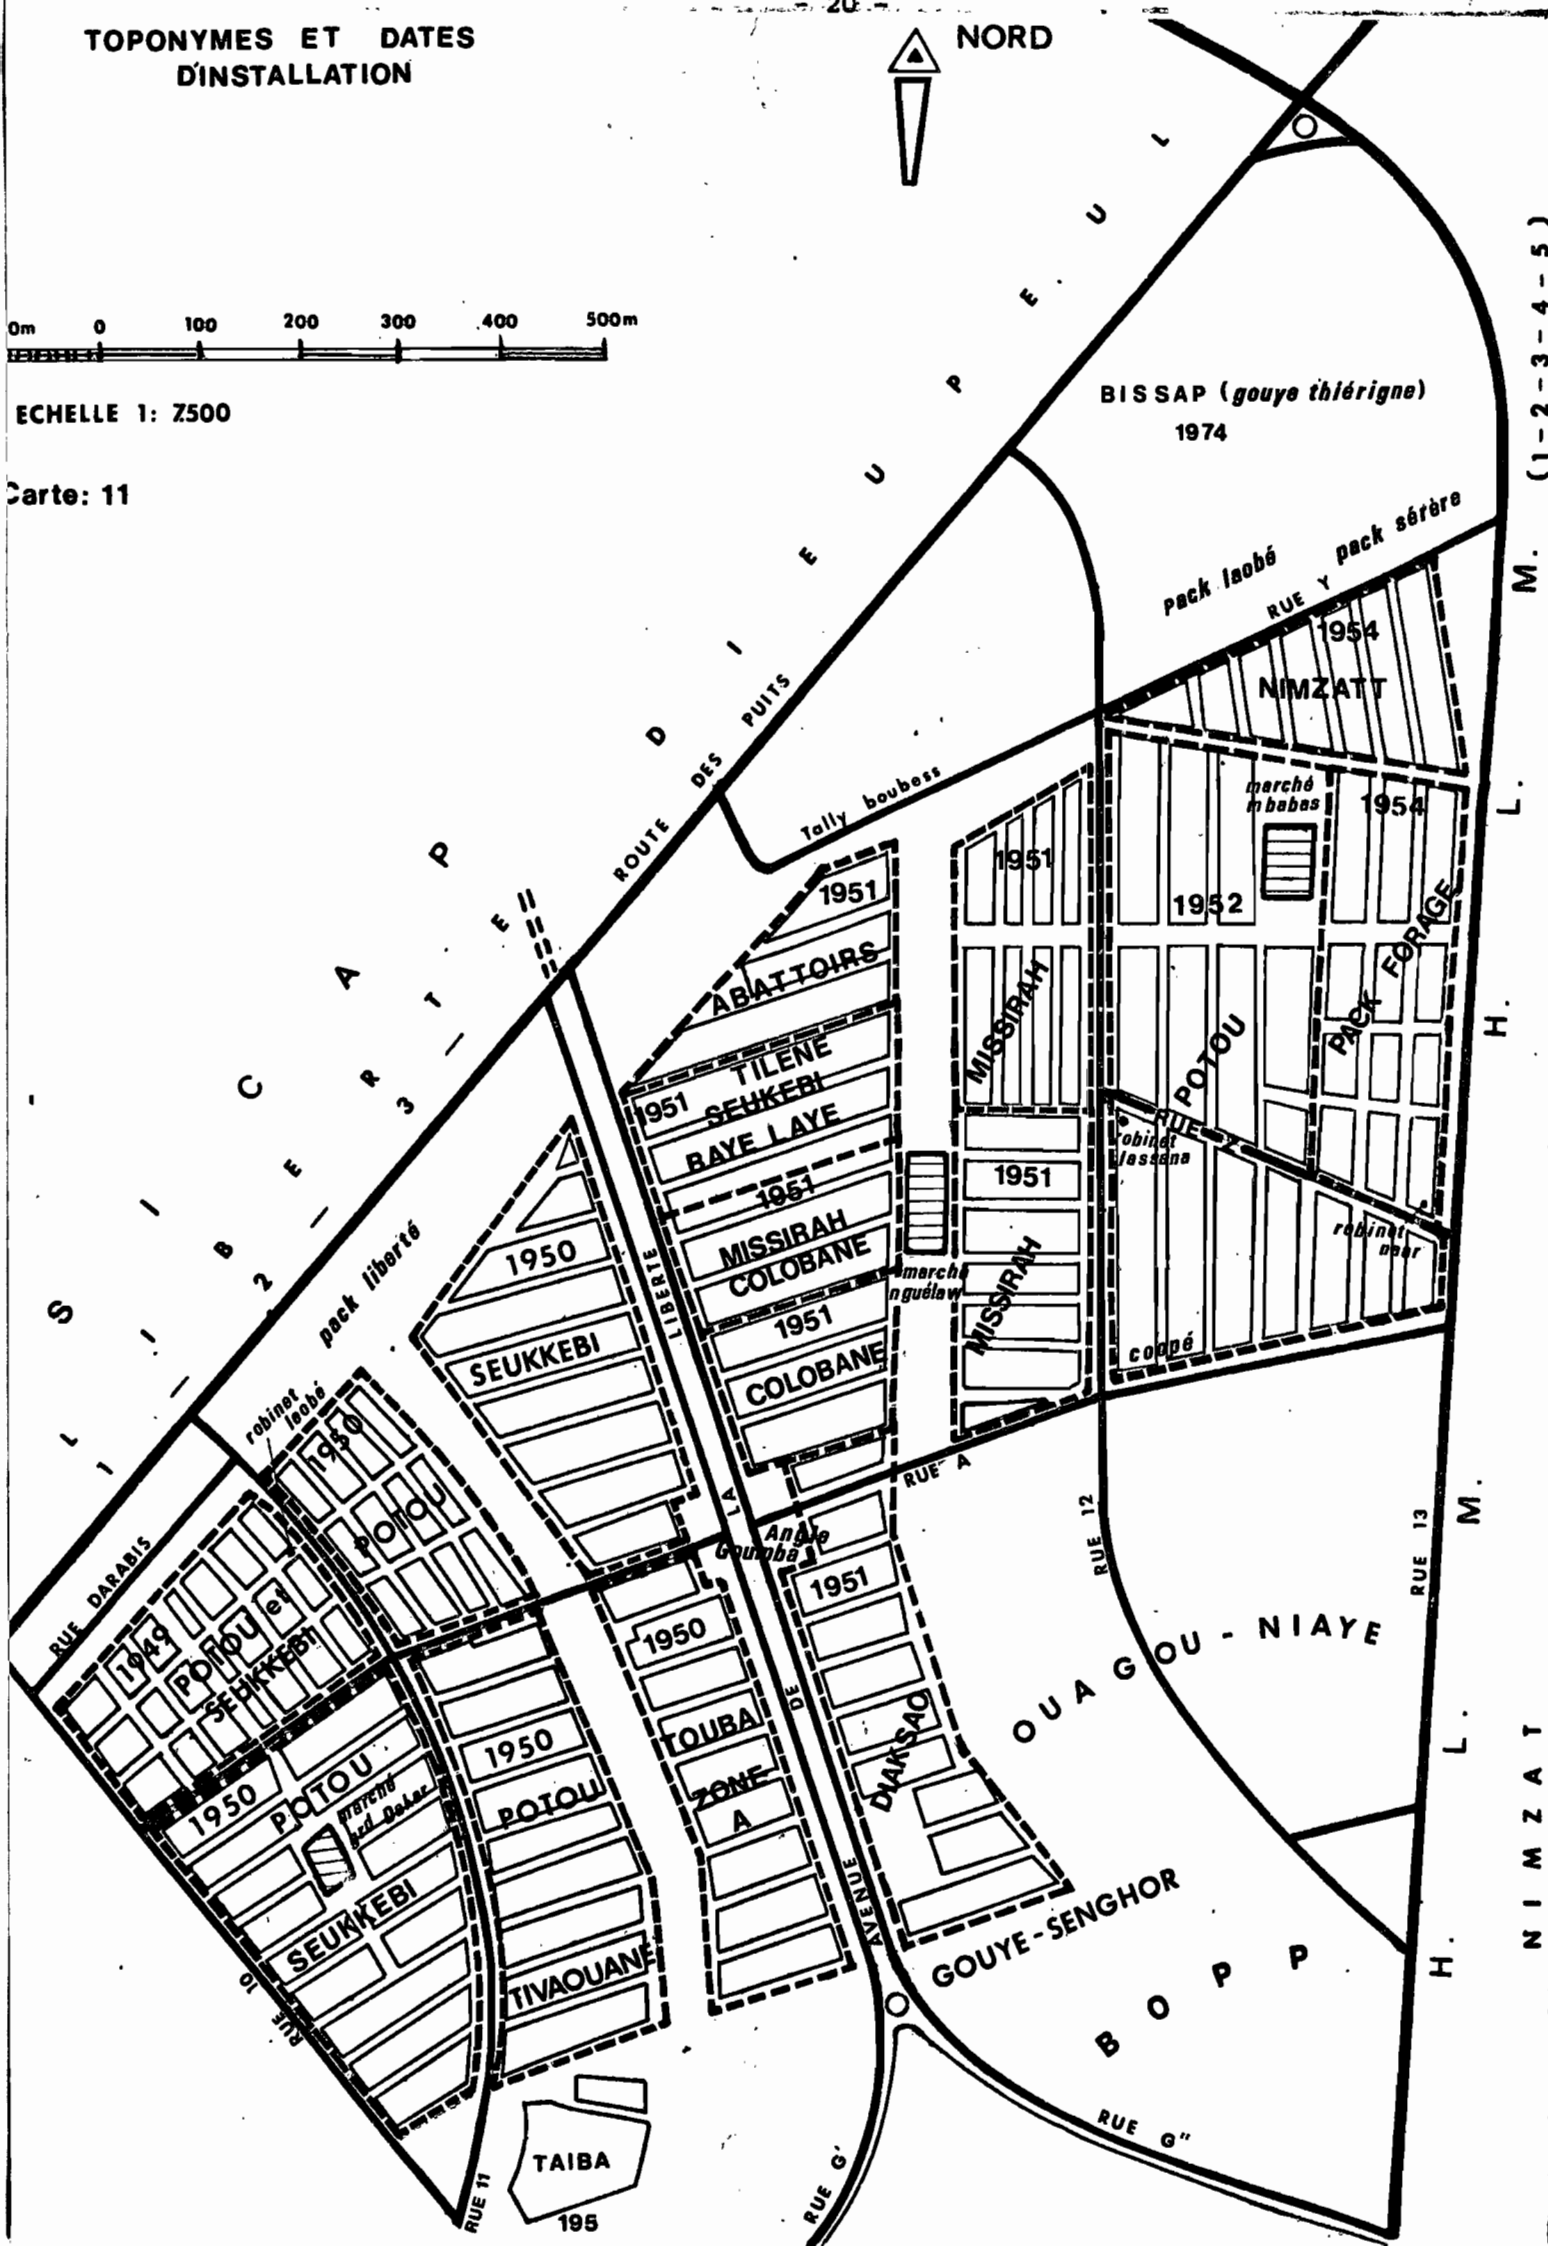 - 20 -
TOPONYMES ET DATES
D'INSTALLATION
NORD
0m 0 100 200 300 400 500m
ECHELLE 1: 7500
Carte: 11
BISSAP (gouye thiérigne)
1974
pack laobé
pack sérère
RUE Y
1954
NIMZATT
DIEUPEUL
ROUTE DES PUITS
Tally boubess
marché
mbabas
1954
1952
PACK FORAGE
POTOU
RUE Z
robinet
lassana
robinet
naar
coopé
1951
MISSIRAH
1951
MISSIRAH
1951
ABATTOIRS
TILENE
1951 SEUKEBI
BAYE LAYE
1951
MISSIRAH
COLOBANE
1951
COLOBANE
marché
nguélaw
SICAP
LIBERTE
1 - 2 - 3
pack liberté
1950
SEUKKEBI
robinet
laobé
1950
POTOU
RUE DARABIS
1949
POTOU et
SEUKKEBI
1950
POTOU
marché
grd Dakar
SEUKKEBI
RUE 10
1950
POTOU
TIVAOUANE
1950
TOUBA
ZONE
A
Angle
Goumba
RUE A
AVENUE DE LA LIBERTE
1951
DIAKSAO
RUE 12
RUE 13
OUAGOU - NIAYE
GOUYE-SENGHOR
BOPP
RUE G''
RUE G'
RUE 11
TAIBA
195
H. L. M.
H. L. M. (1-2-3-4-5)
NIMZAT